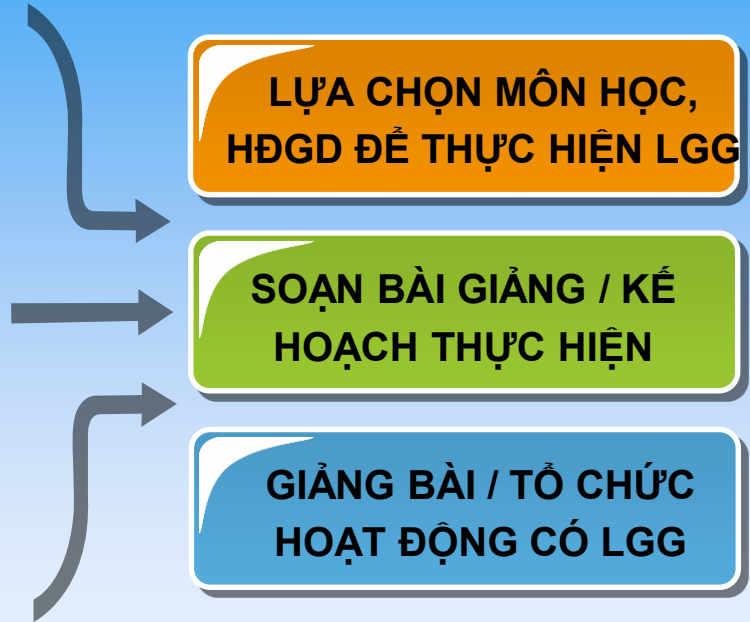 LỰA CHỌN MÔN HỌC,
HĐGD ĐỂ THỰC HIỆN LGG
SOẠN BÀI GIẢNG / KẾ
HOẠCH THỰC HIỆN
GIẢNG BÀI / TỔ CHỨC
HOẠT ĐỘNG CÓ LGG